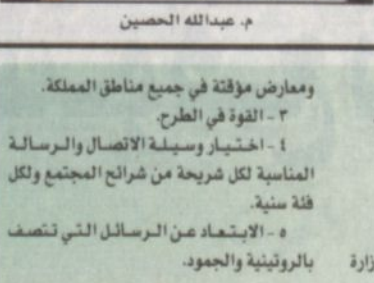 م. عبدالله الحصين
ومعارض مؤقتة في جميع مناطق المملكة.
٣ - القوة في الطرح.
٤ - اختيار وسيلة الاتصال والرسالة
المناسبة لكل شريحة من شرائح المجتمع ولكل
فئة سنية.
٥ - الابتعاد عن الرسائل التي تتصف
بالروتينية والجمود.
زارة